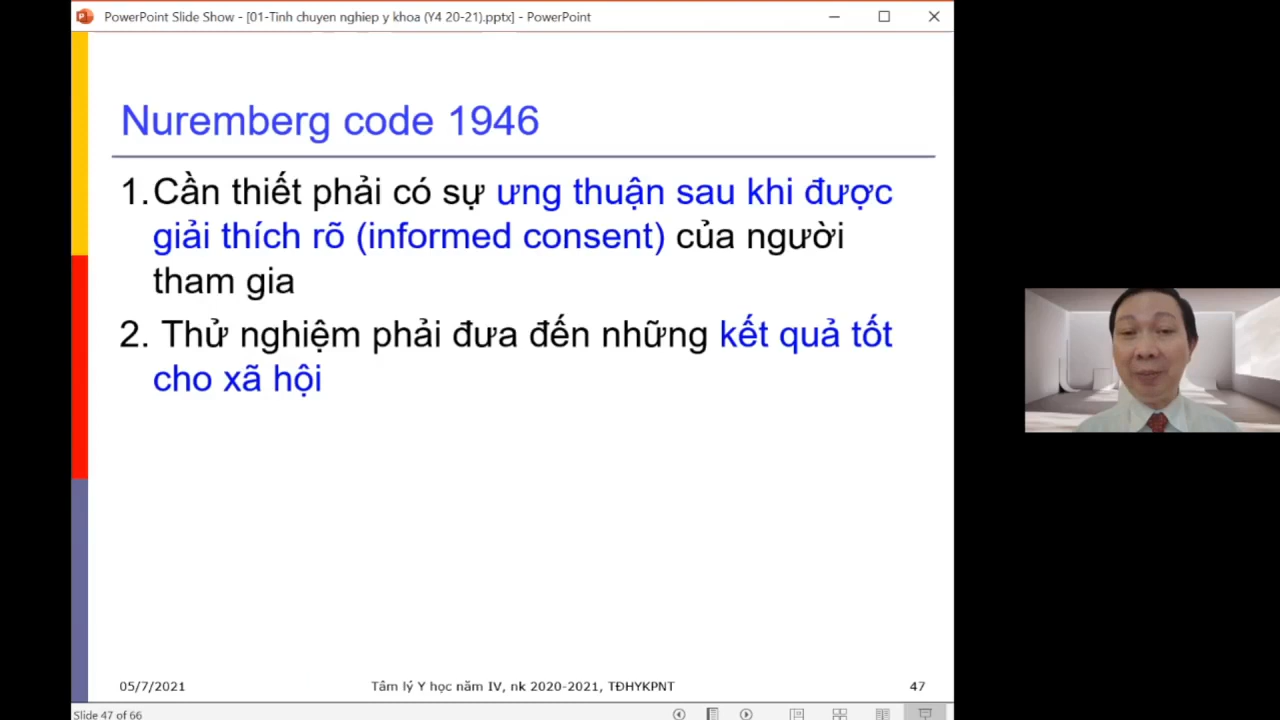 PowerPoint Slide Show - [01-Tinh chuyen nghiep y khoa (Y4 20-21).pptx] - PowerPoint
Nuremberg code 1946
1.Cần thiết phải có sự ưng thuận sau khi được
giải thích rõ (informed consent) của người
tham gia
2. Thử nghiệm phải đưa đến những kết quả tốt
cho xã hội
05/7/2021 Tâm lý Y học năm IV, nk 2020-2021, TĐHYKPNT 47
Slide 47 of 66